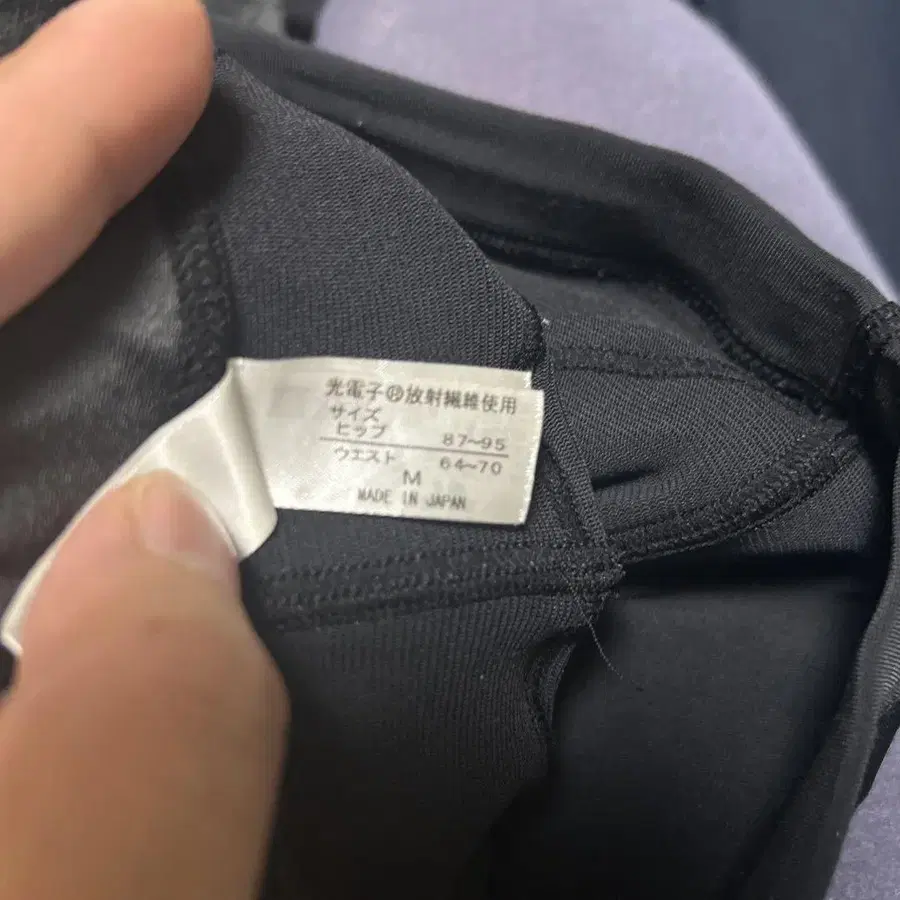 光電子®放射繊維使用
サイズ
ヒップ 87~95
ウエスト 64~70
M
MADE IN JAPAN